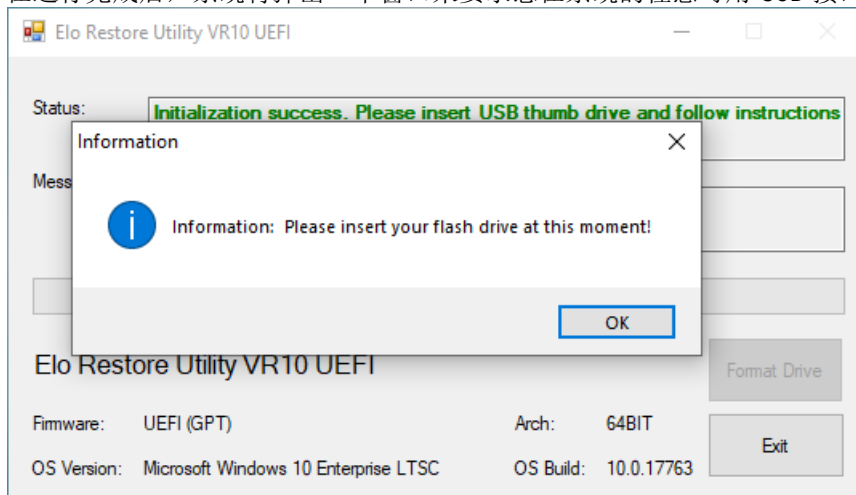 Elo Restore Utility VR10 UEFI
Status:
Initialization success. Please insert USB thumb drive and follow instructions
Information
Mess
Information: Please insert your flash drive at this moment!
OK
Elo Restore Utility VR10 UEFI
Format Drive
Firmware: UEFI (GPT) Arch: 64BIT
Exit
OS Version: Microsoft Windows 10 Enterprise LTSC OS Build: 10.0.17763